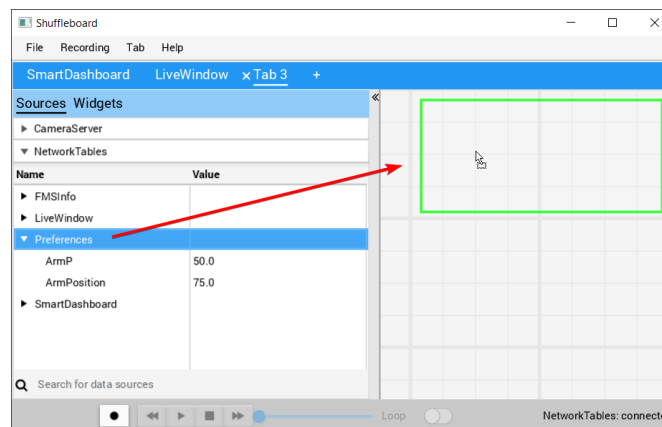 Shuffleboard
File Recording Tab Help
SmartDashboard LiveWindow Tab 3 +
Sources Widgets
CameraServer
NetworkTables
Name Value
FMSInfo
LiveWindow
Preferences
ArmP 50.0
ArmPosition 75.0
SmartDashboard
Search for data sources
Loop NetworkTables: connecte